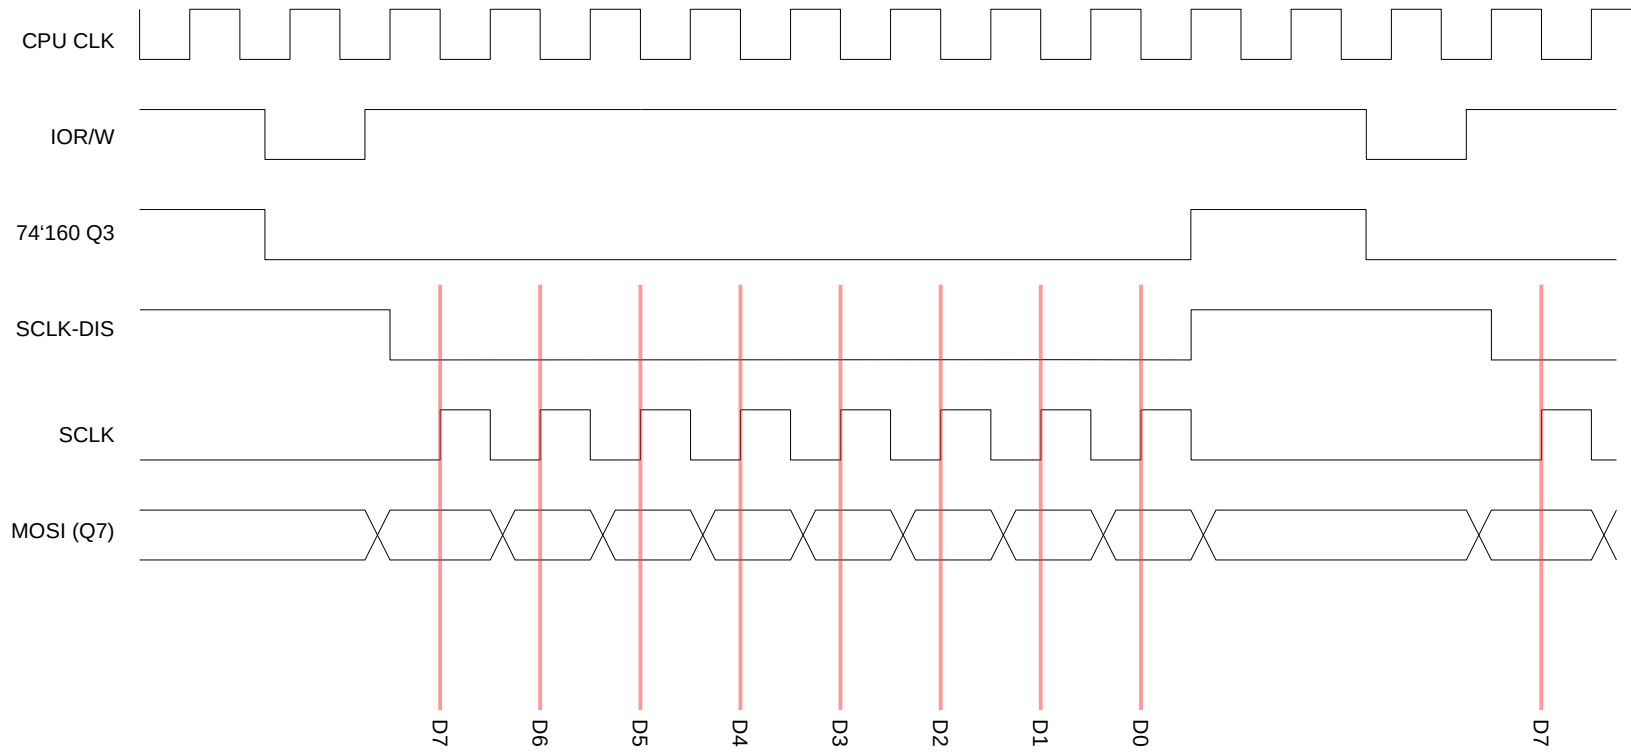 CPU CLK
IOR/W
74‘160 Q3
SCLK-DIS
SCLK
MOSI (Q7)
D7
D6
D5
D4
D3
D2
D1
D0
D7